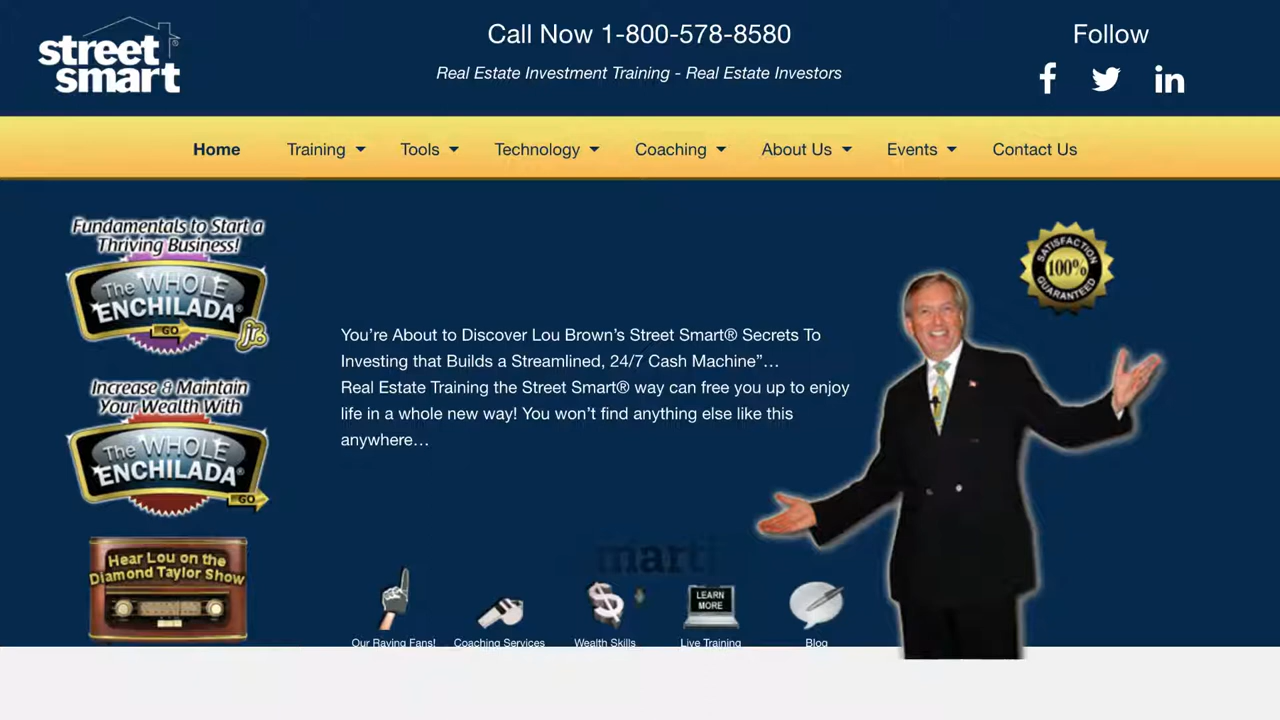 street
smart®
Call Now 1-800-578-8580
Real Estate Investment Training - Real Estate Investors
Follow
Home
Training
Tools
Technology
Coaching
About Us
Events
Contact Us
Fundamentals to Start a
Thriving Business!
The WHOLE
ENCHILADA®
GO
jr.
Increase & Maintain
Your Wealth With
The WHOLE
ENCHILADA®
GO
Hear Lou on the
Diamond Taylor Show
You’re About to Discover Lou Brown’s Street Smart® Secrets To
Investing that Builds a Streamlined, 24/7 Cash Machine”…
Real Estate Training the Street Smart® way can free you up to enjoy
life in a whole new way! You won’t find anything else like this
anywhere…
SATISFACTION
100%
GUARANTEED
LEARN
MORE
Our Raving Fans!
Coaching Services
Wealth Skills
Live Training
Blog